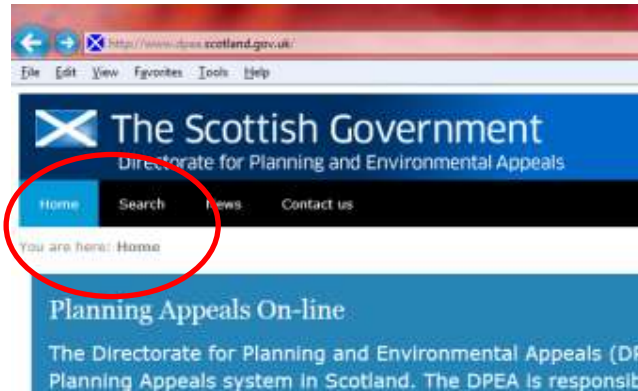 http://www.dpea.scotland.gov.uk/
File Edit View Favorites Tools Help
The Scottish Government
Directorate for Planning and Environmental Appeals
Home Search News Contact us
You are here: Home
Planning Appeals On-line
The Directorate for Planning and Environmental Appeals (DP
Planning Appeals system in Scotland. The DPEA is responsib